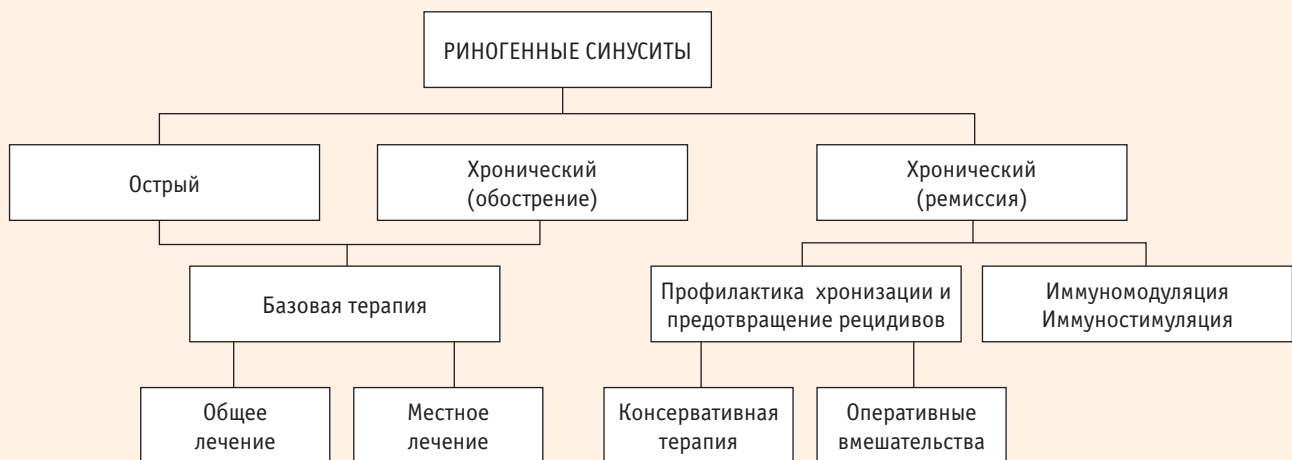 РИНОГЕННЫЕ СИНУСИТЫ
Острый
Хронический
(обострение)
Хронический
(ремиссия)
Базовая терапия
Профилактика хронизации и
предотвращение рецидивов
Иммуномодуляция
Иммуностимуляция
Общее
лечение
Местное
лечение
Консервативная
терапия
Оперативные
вмешательства